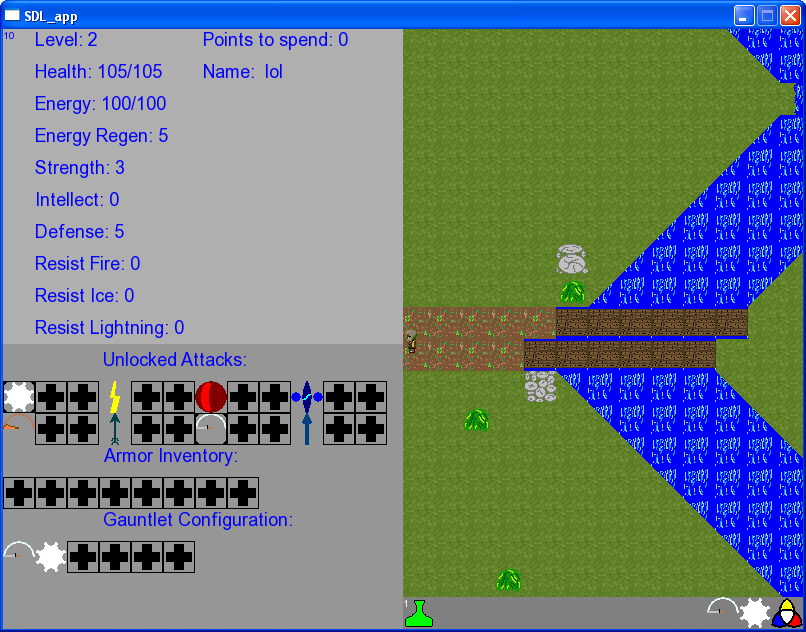 SDL_app
10
Level: 2 Points to spend: 0
Health: 105/105 Name: lol
Energy: 100/100
Energy Regen: 5
Strength: 3
Intellect: 0
Defense: 5
Resist Fire: 0
Resist Ice: 0
Resist Lightning: 0
Unlocked Attacks:
Armor Inventory:
Gauntlet Configuration:
1